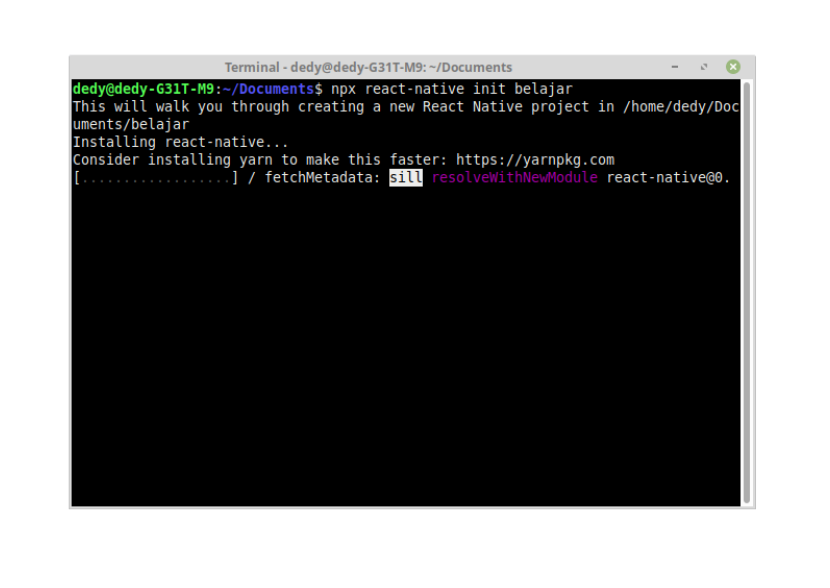 Terminal - dedy@dedy-G31T-M9: ~/Documents
dedy@dedy-G31T-M9:~/Documents$ npx react-native init belajar
This will walk you through creating a new React Native project in /home/dedy/Doc
uments/belajar
Installing react-native...
Consider installing yarn to make this faster: https://yarnpkg.com
[..................] / fetchMetadata: sill resolveWithNewModule react-native@0.